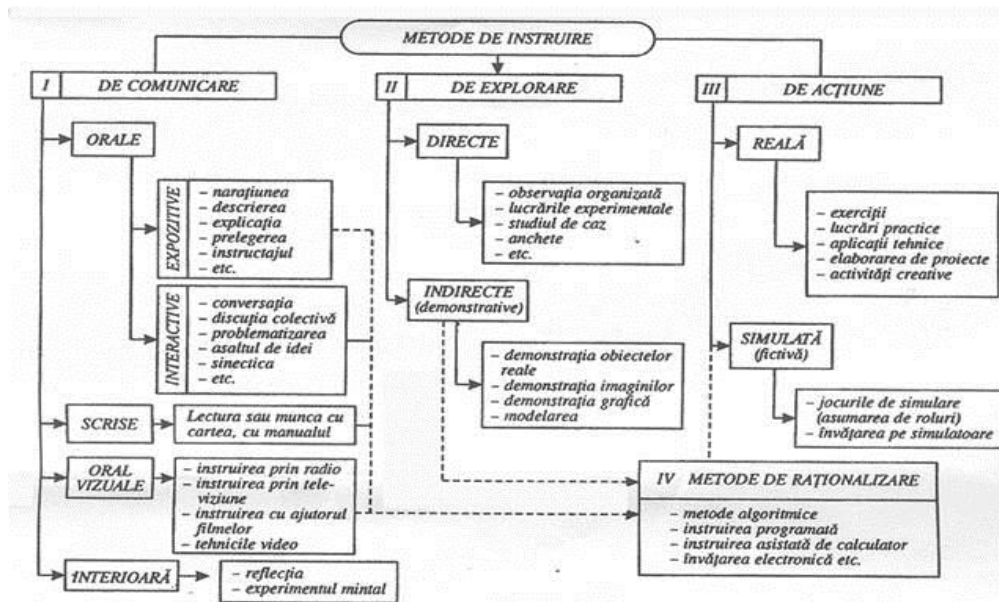 METODE DE INSTRUIRE
I DE COMUNICARE
ORALE
EXPOZITIVE
– narațiunea
– descrierea
– explicația
– prelegerea
– instructajul
– etc.
INTERACTIVE
– conversația
– discuția colectivă
– problematizarea
– asaltul de idei
– sinectica
– etc.
SCRISE
Lectura sau munca cu
cartea, cu manualul
ORAL
VIZUALE
– instruirea prin radio
– instruirea prin tele-
viziune
– instruirea cu ajutorul
filmelor
– tehnicile video
INTERIOARĂ
– reflecția
– experimentul mintal
II DE EXPLORARE
DIRECTE
– observația organizată
– lucrările experimentale
– studiul de caz
– anchete
– etc.
INDIRECTE
(demonstrative)
– demonstrația obiectelor
reale
– demonstrația imaginilor
– demonstrația grafică
– modelarea
III DE ACȚIUNE
REALĂ
– exerciții
– lucrări practice
– aplicații tehnice
– elaborarea de proiecte
– activități creative
SIMULATĂ
(fictivă)
– jocurile de simulare
(asumarea de roluri)
– învățarea pe simulatoare
IV METODE DE RAȚIONALIZARE
– metode algoritmice
– instruirea programată
– instruirea asistată de calculator
– învățarea electronică etc.